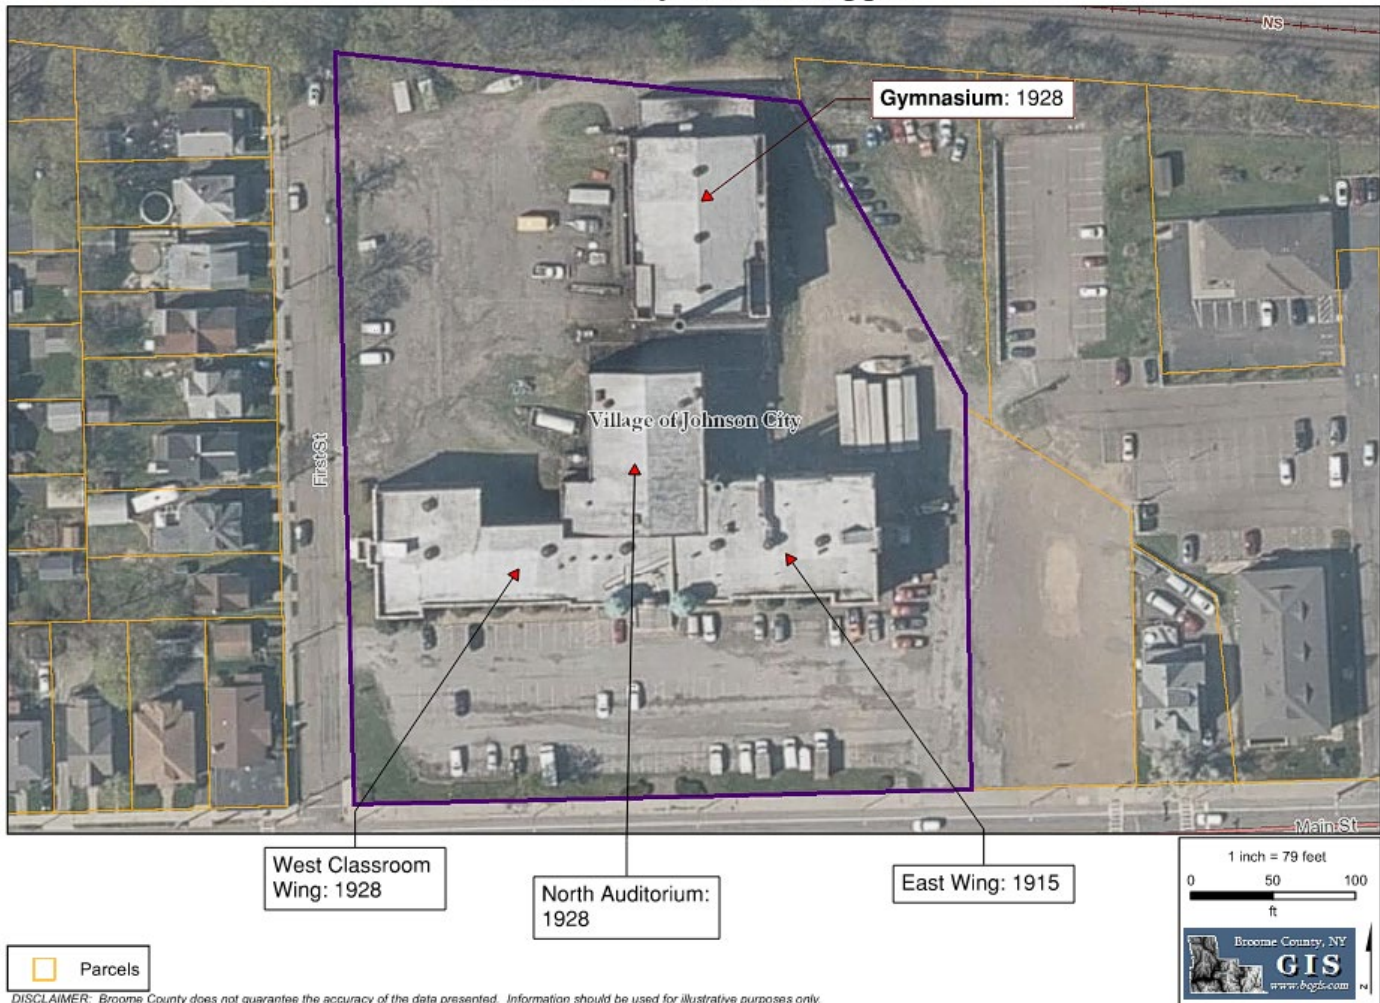 NS
Gymnasium: 1928
Village of Johnson City
First St
Main St
West Classroom
Wing: 1928
North Auditorium:
1928
East Wing: 1915
1 inch = 79 feet
0 50 100
ft
Broome County, NY
GIS
www.bcgis.com
N
Parcels
DISCLAIMER: Broome County does not guarantee the accuracy of the data presented. Information should be used for illustrative purposes only.